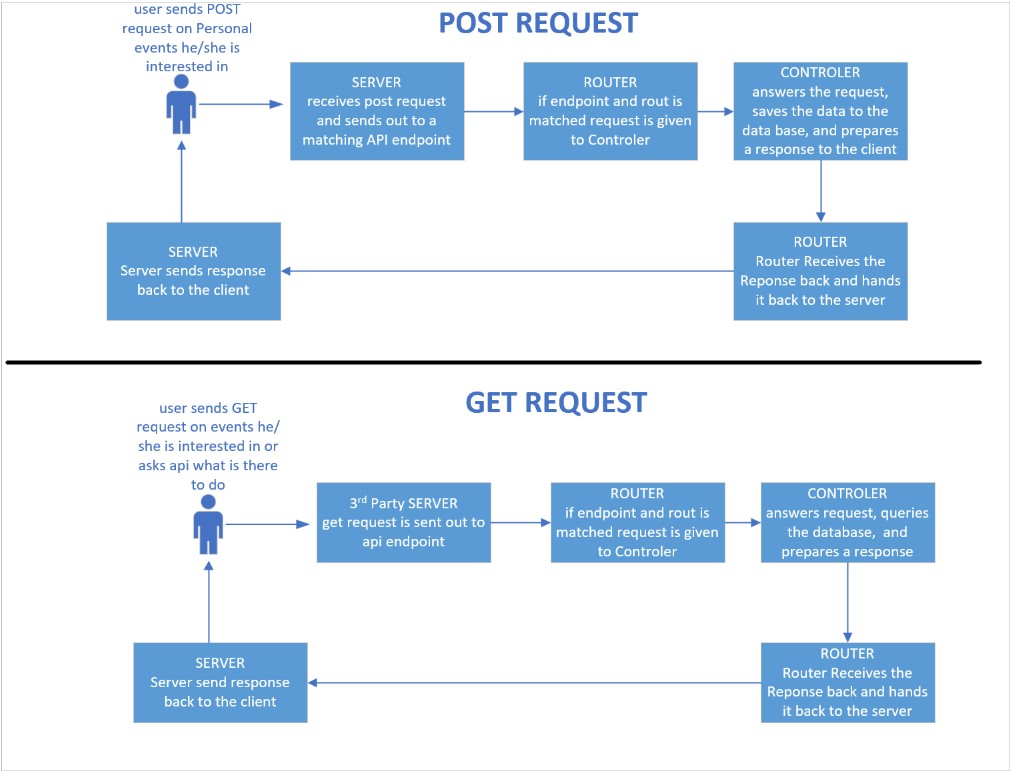 user sends POST
request on Personal
events he/she is
interested in
POST REQUEST
SERVER
receives post request
and sends out to a
matching API endpoint
ROUTER
if endpoint and rout is
matched request is given
to Controler
CONTROLER
answers the request,
saves the data to the
data base, and prepares
a response to the client
ROUTER
Router Receives the
Reponse back and hands
it back to the server
SERVER
Server sends response
back to the client
GET REQUEST
user sends GET
request on events he/
she is interested in or
asks api what is there
to do
3rd Party SERVER
get request is sent out to
api endpoint
ROUTER
if endpoint and rout is
matched request is given
to Controler
CONTROLER
answers request, queries
the database, and
prepares a response
ROUTER
Router Receives the
Reponse back and hands
it back to the server
SERVER
Server send response
back to the client